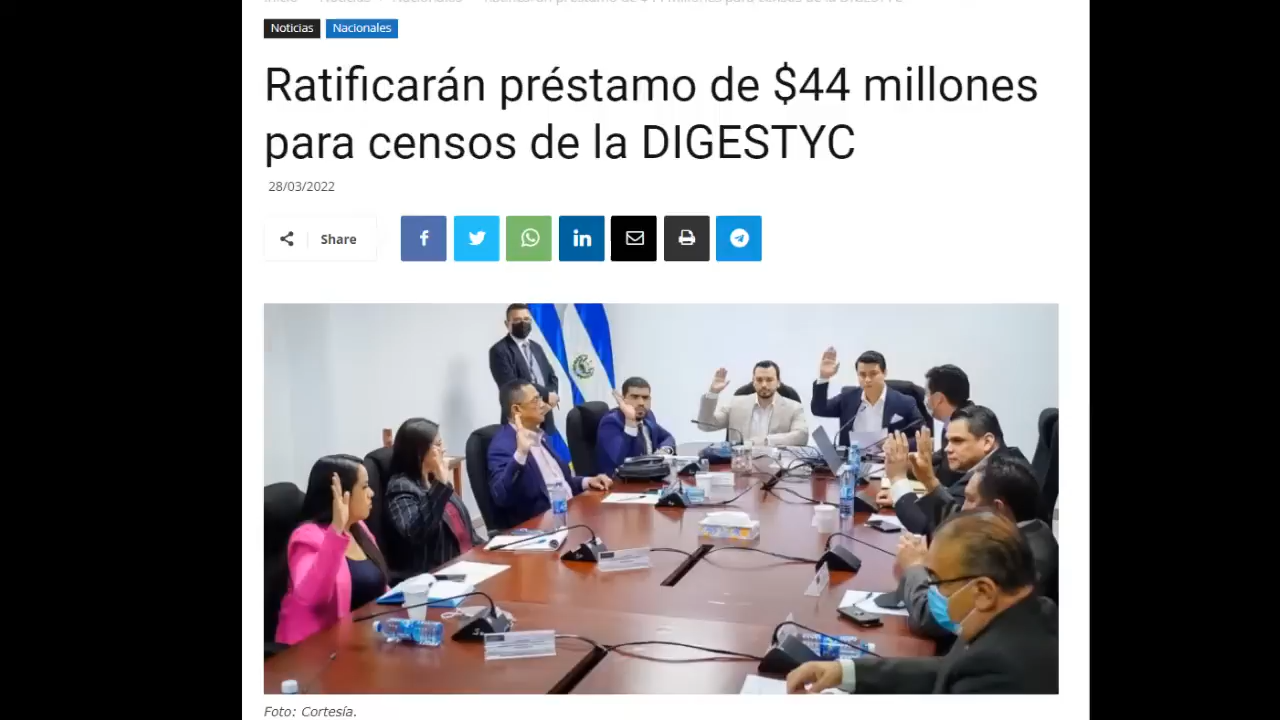 Noticias Nacionales
Ratificarán préstamo de $44 millones
para censos de la DIGESTYC
28/03/2022
Share
Foto: Cortesía.